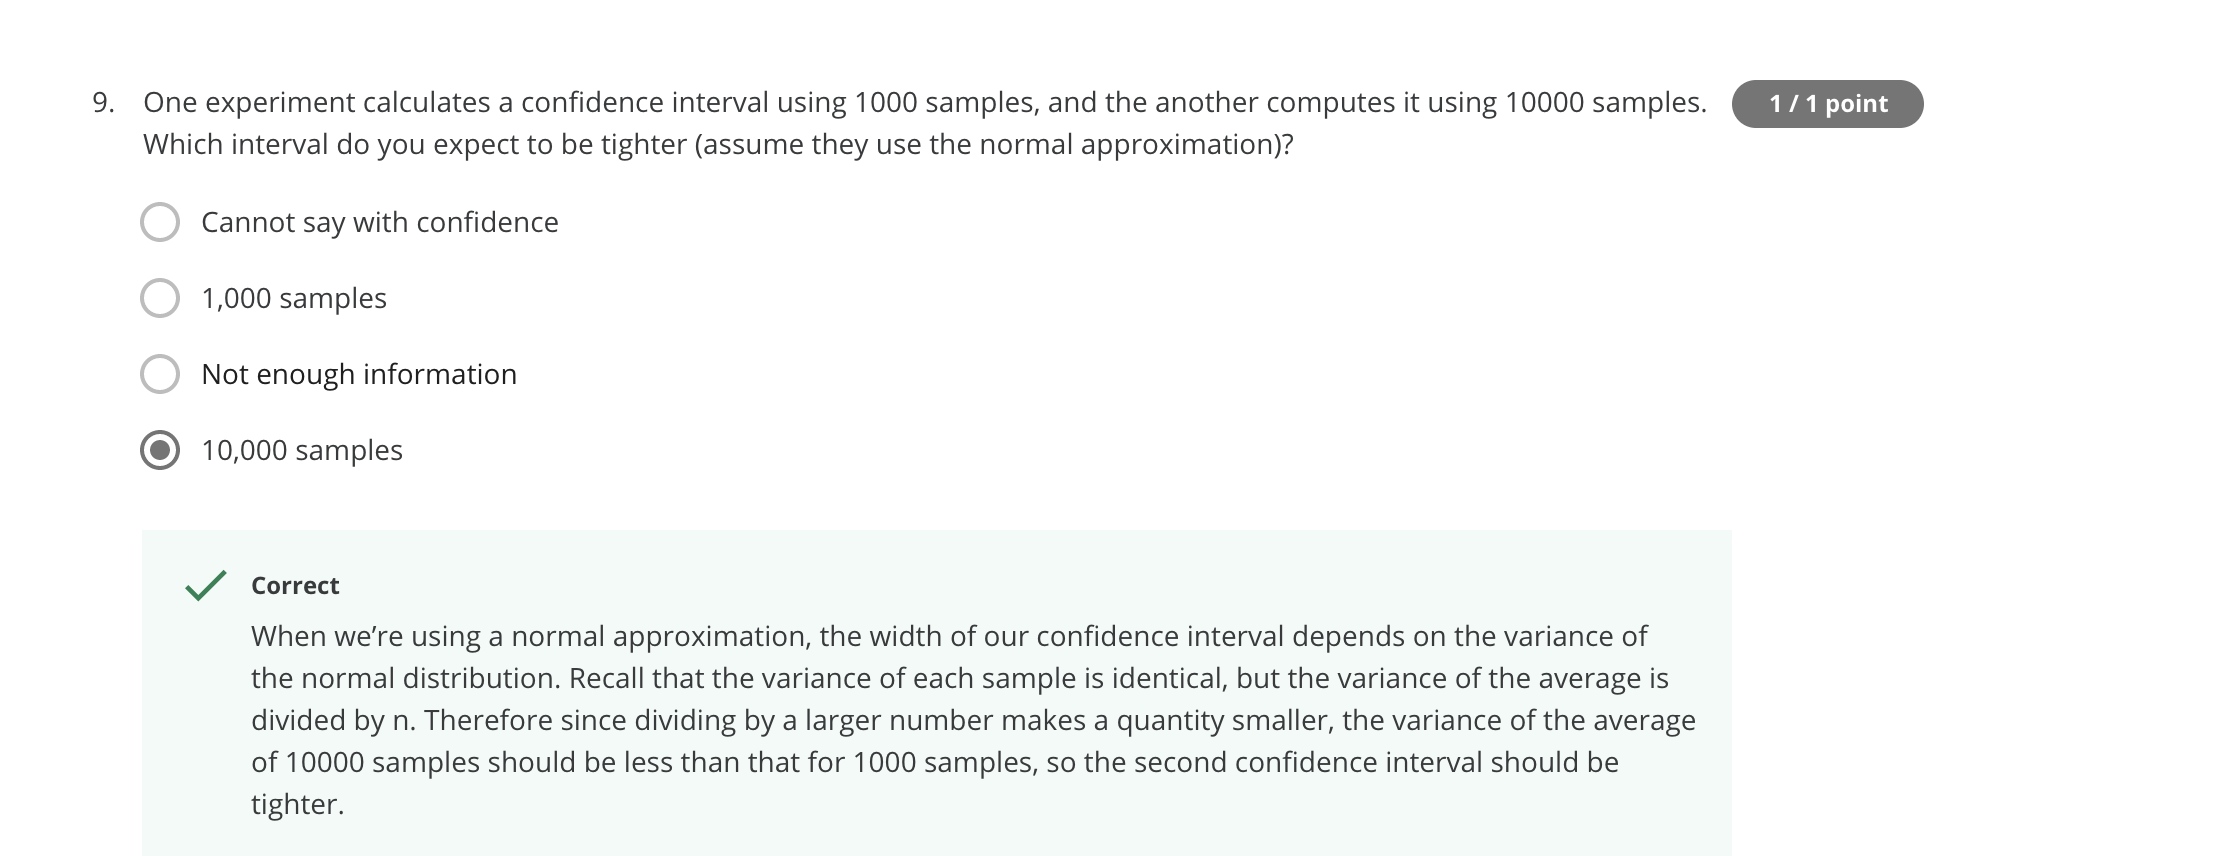 9. One experiment calculates a confidence interval using 1000 samples, and the another computes it using 10000 samples. 1 / 1 point
Which interval do you expect to be tighter (assume they use the normal approximation)?
Cannot say with confidence
1,000 samples
Not enough information
10,000 samples
Correct
When we’re using a normal approximation, the width of our confidence interval depends on the variance of
the normal distribution. Recall that the variance of each sample is identical, but the variance of the average is
divided by n. Therefore since dividing by a larger number makes a quantity smaller, the variance of the average
of 10000 samples should be less than that for 1000 samples, so the second confidence interval should be
tighter.